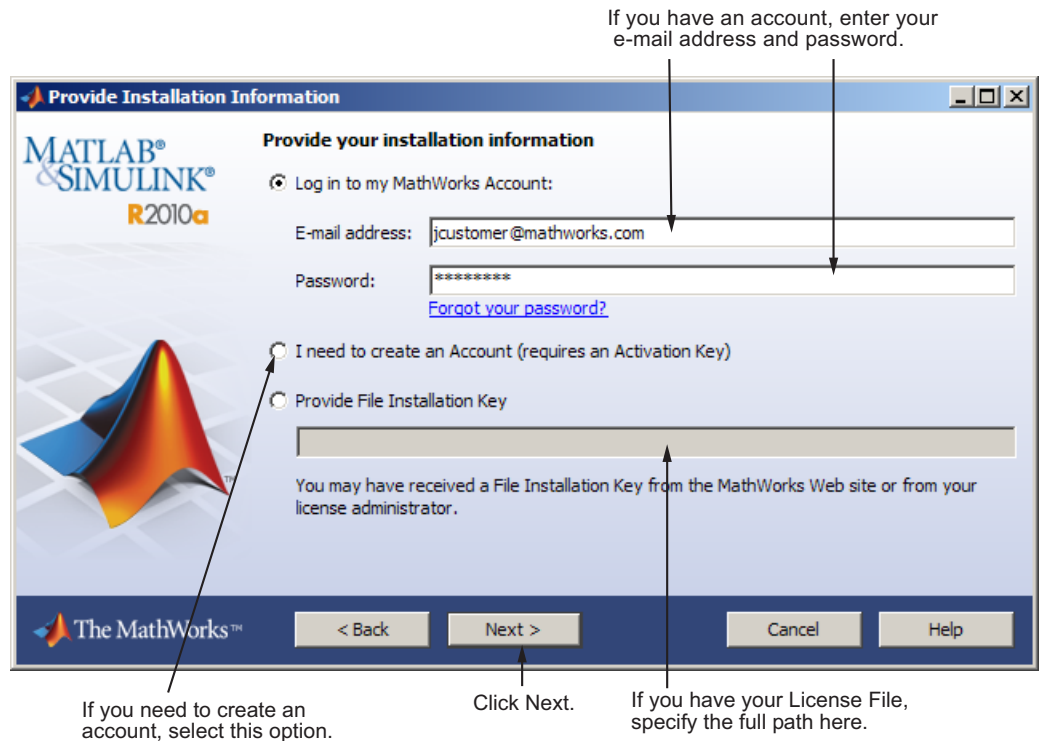 If you have an account, enter your
e-mail address and password.
Provide Installation Information
MATLAB®
&SIMULINK®
R2010a
Provide your installation information
Log in to my MathWorks Account:
E-mail address: jcustomer@mathworks.com
Password: ********
Forgot your password?
I need to create an Account (requires an Activation Key)
Provide File Installation Key
You may have received a File Installation Key from the MathWorks Web site or from your
license administrator.
TM
The MathWorks™
< Back
Next >
Cancel
Help
If you need to create an
account, select this option.
Click Next.
If you have your License File,
specify the full path here.